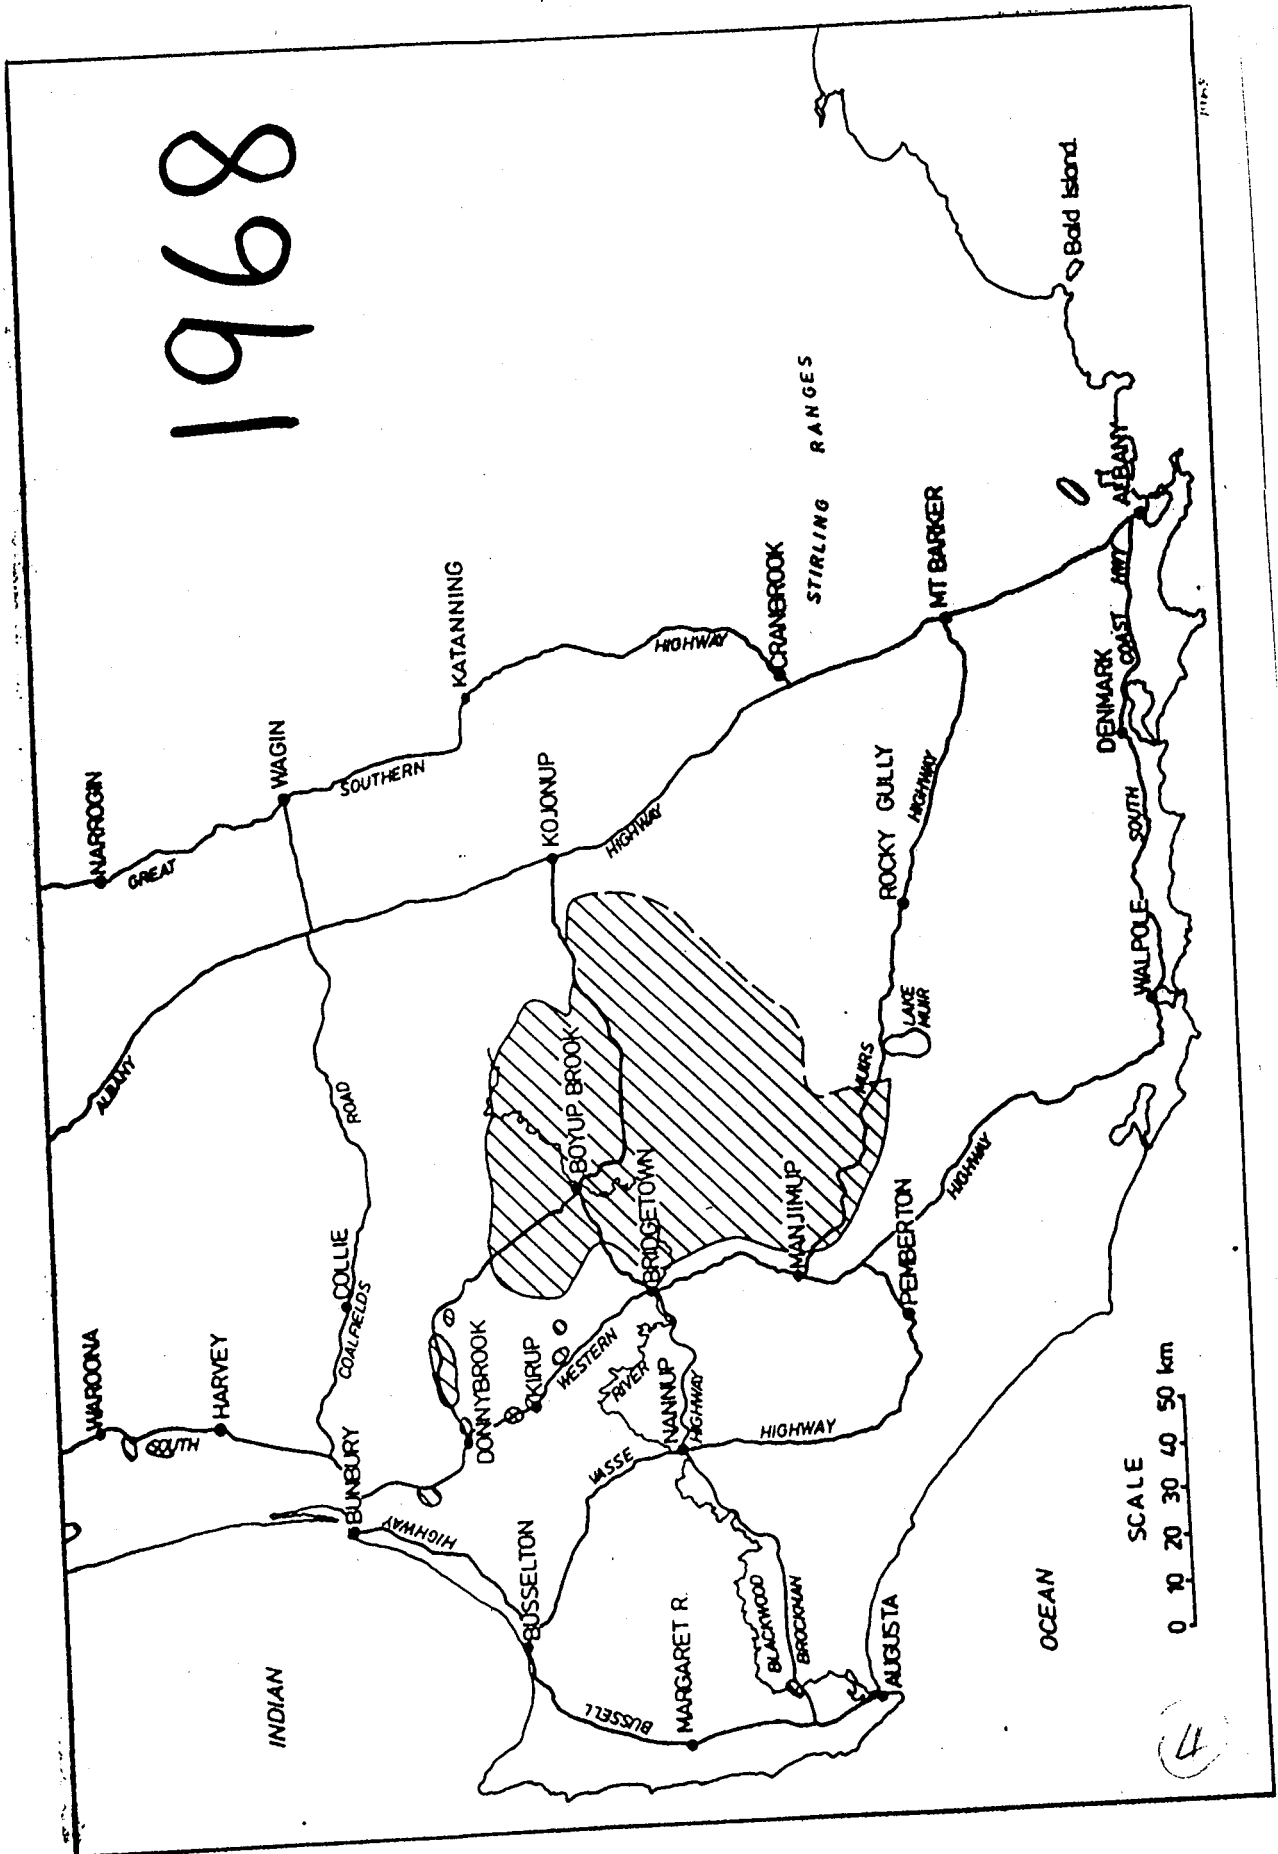 1968
NARROGIN
WAGIN
KATANNING
GREAT
SOUTHERN
HIGHWAY
CRANBROOK
STIRLING RANGES
Bald Island
ALBANY
KOJONUP
HIGHWAY
MT BARKER
ALBANY
HWY
COAST
DENMARK
SOUTH
WALPOLE
ROCKY GULLY
HIGHWAY
LAKE
MUIR
MUIRS
ROAD
COLLIE
COALFIELDS
BOYUP BROOK
BRIDGETOWN
MANJIMUP
PEMBERTON
HIGHWAY
WAROONA
HARVEY
SOUTH
BUNBURY
DONNYBROOK
KIRUP
WESTERN
RIVER
NANNUP
HIGHWAY
HIGHWAY
VASSE
HIGHWAY
BUSSELTON
BUSSELL
MARGARET R.
BLACKWOOD
BROCKMAN
AUGUSTA
INDIAN
OCEAN
SCALE
0 10 20 30 40 50 km
4